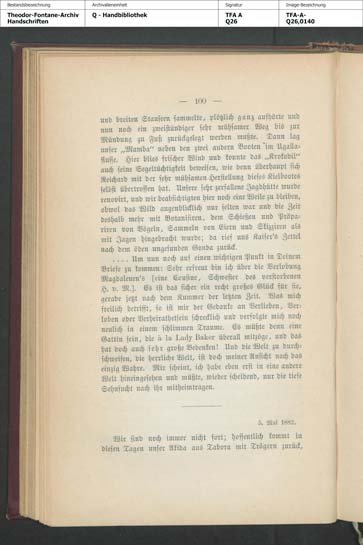 Bestandsbezeichnung
Theodor-Fontane-Archiv
Handschriften
Archivalieneinheit
Q - Handbibliothek
Signatur
TFA A
Q26
Image-Bezeichnung
TFA-A-
Q26,0140
— 100 —
und breiten Stauseen sammelte, plötzlich ganz aufhörte und
nun noch ein zweistündiger sehr mühsamer Weg bis zur
Mündung zu Fuß zurückgelegt werden mußte. Dann lag
unser „Mamba" neben den zwei andern Booten im Ugalla-
flusse. Hier blies frischer Wind und konnte das „Krokodil"
auch seine Segeltüchtigkeit beweisen, wie denn überhaupt sich
Reichard mit der sehr mühsamen Herstellung dieses Kielbootes
selbst übertroffen hat. Unsere sehr zerfallene Jagdhütte wurde
renovirt, und wir beabsichtigten hier noch eine Weile zu bleiben,
obwol das Wild augenblicklich nur selten war und die Zeit
deshalb mehr mit Botanisiren, dem Schießen und Präpa-
riren von Vögeln, Sammeln von Eiern und Skizziren als
mit Jagen hingebracht wurde; da rief uns Kaiser's Zettel
nach dem öden ungesunden Gonda zurück.
.... Um nun noch auf einen wichtigen Punkt in Deinem
Briefe zu kommen: Sehr erfreut bin ich über die Verlobung
Magdalenen's [eine Cousine, Schwester des verstorbenen
H. v. M.]. Es ist das sicher ein recht großes Glück für sie,
gerade jetzt nach dem Kummer der letzten Zeit. Was mich
freilich betrifft, so ist mir der Gedanke an Verlieben, Ver-
loben oder Verheirathetsein schrecklich und verfolgte mich noch
neulich in einem schlimmen Traume. Es müßte denn eine
Gattin sein, die à la Lady Baker überall mitzöge, und das
hat doch auch sehr große Bedenken! Und die Welt zu durch-
schweifen, die herrliche Welt, ist doch meiner Ansicht nach das
einzig Wahre. Mir scheint, ich habe eben erst in eine andere
Welt hineingesehen und müßte, wieder scheidend, nur die tiefe
Sehnsucht nach ihr mitheimtragen.
5. Mai 1882.
Wir sind noch immer nicht fort; hoffentlich kommt in
diesen Tagen unser Akida aus Tabora mit Trägern zurück,